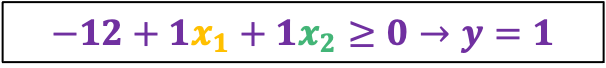 −12 + 1x₁ + 1x₂ ≥ 0 → y = 1